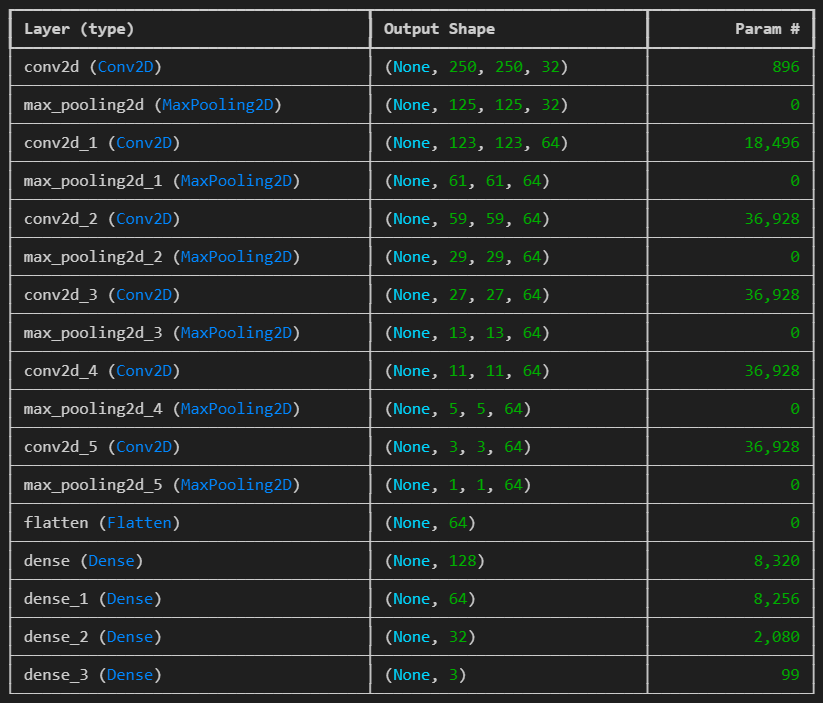 Layer (type) Output Shape Param #
conv2d (Conv2D) (None, 250, 250, 32) 896
max_pooling2d (MaxPooling2D) (None, 125, 125, 32) 0
conv2d_1 (Conv2D) (None, 123, 123, 64) 18,496
max_pooling2d_1 (MaxPooling2D) (None, 61, 61, 64) 0
conv2d_2 (Conv2D) (None, 59, 59, 64) 36,928
max_pooling2d_2 (MaxPooling2D) (None, 29, 29, 64) 0
conv2d_3 (Conv2D) (None, 27, 27, 64) 36,928
max_pooling2d_3 (MaxPooling2D) (None, 13, 13, 64) 0
conv2d_4 (Conv2D) (None, 11, 11, 64) 36,928
max_pooling2d_4 (MaxPooling2D) (None, 5, 5, 64) 0
conv2d_5 (Conv2D) (None, 3, 3, 64) 36,928
max_pooling2d_5 (MaxPooling2D) (None, 1, 1, 64) 0
flatten (Flatten) (None, 64) 0
dense (Dense) (None, 128) 8,320
dense_1 (Dense) (None, 64) 8,256
dense_2 (Dense) (None, 32) 2,080
dense_3 (Dense) (None, 3) 99